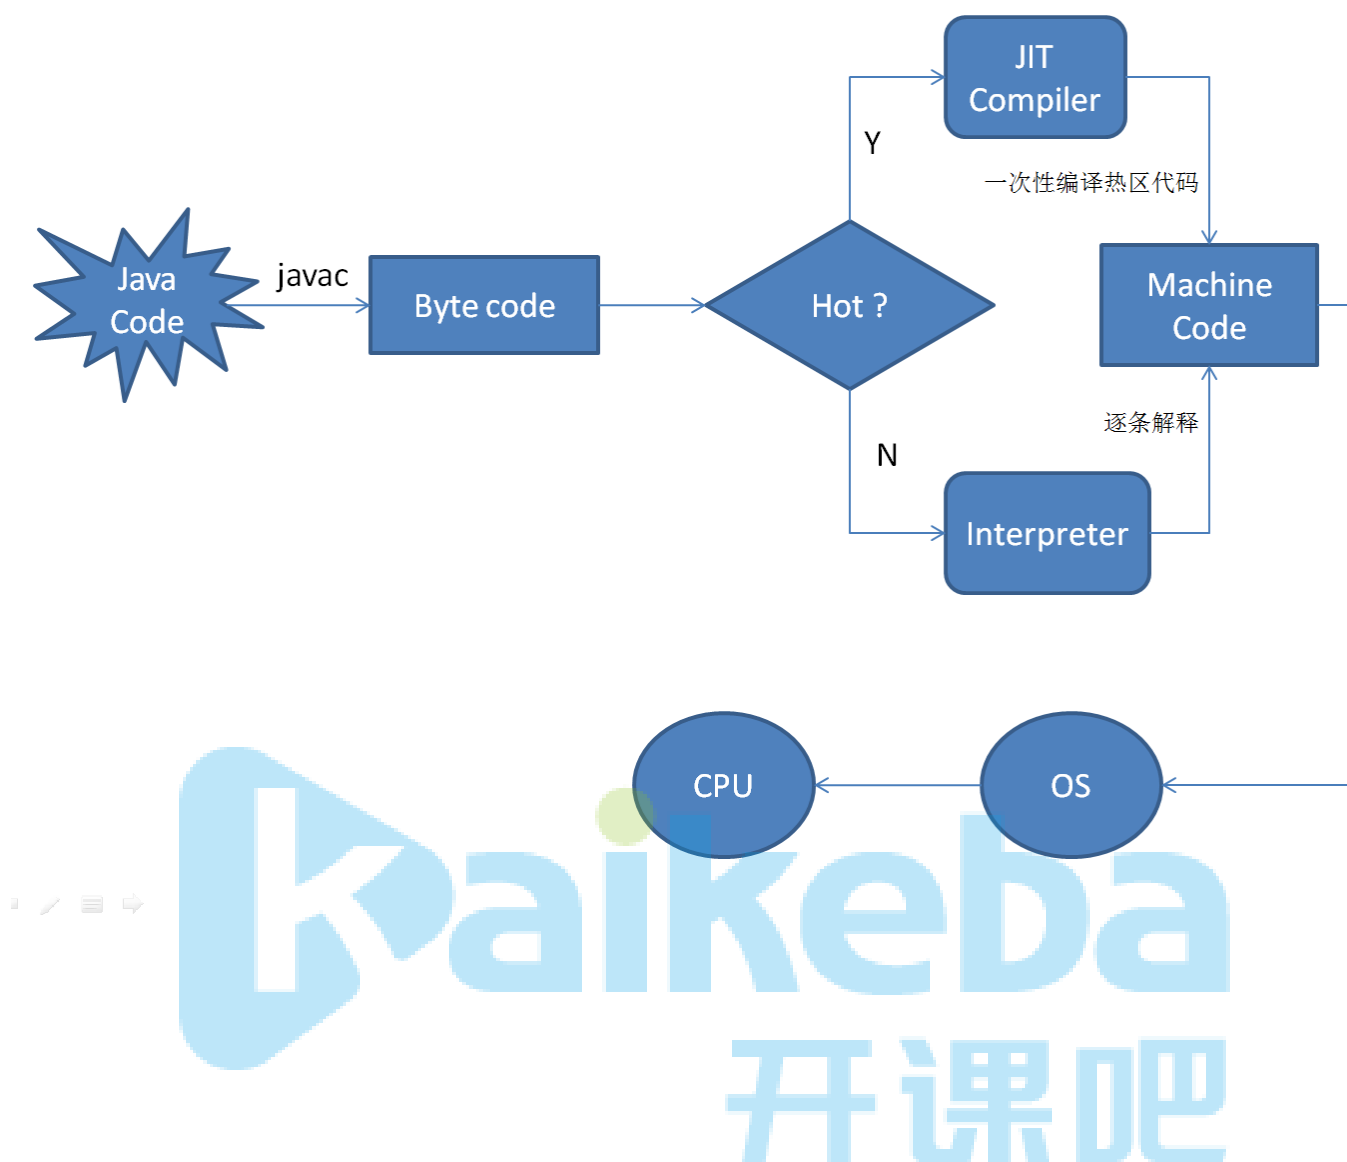 JIT
Compiler
Y
一次性编译热区代码
Java
Code
javac
Byte code
Hot ?
Machine
Code
逐条解释
N
Interpreter
CPU
OS
kaikeba
开课吧